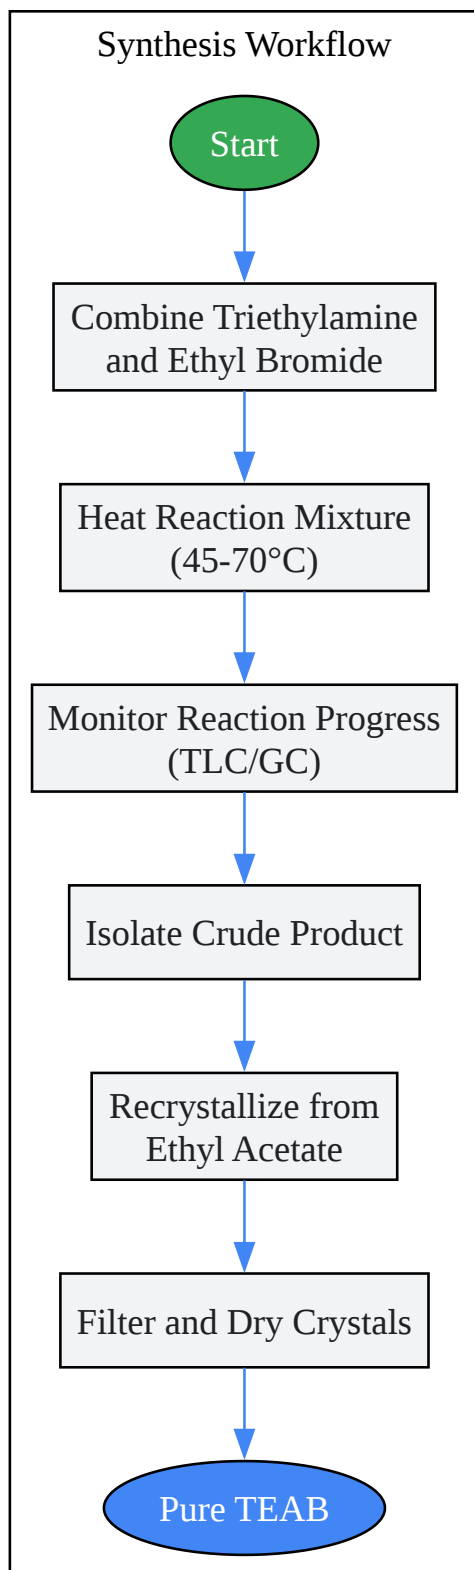 Synthesis Workflow
Start
Combine Triethylamine
and Ethyl Bromide
Heat Reaction Mixture
(45-70°C)
Monitor Reaction Progress
(TLC/GC)
Isolate Crude Product
Recrystallize from
Ethyl Acetate
Filter and Dry Crystals
Pure TEAB